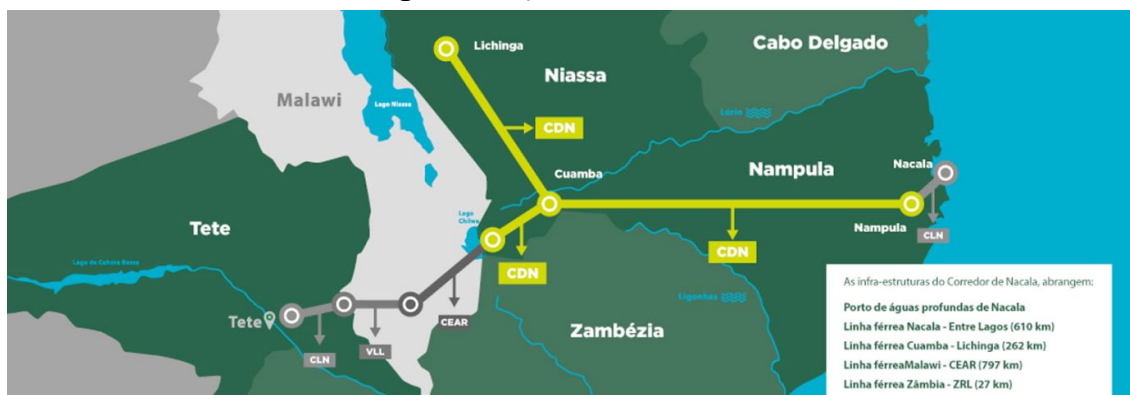 Cabo Delgado
Lichinga
Niassa
Malawi
Lago Niassa
CDN
Lúrio
Cuamba
Nampula
Nacala
Tete
Lago Chilwa
Nampula
CLN
CDN
CDN
Lago de Cahora Bassa
Ligonhas
Tete
CEAR
Zambézia
CLN
VLL
As infra-estruturas do Corredor de Nacala, abrangem:
Porto de águas profundas de Nacala
Linha férrea Nacala - Entre Lagos (610 km)
Linha férrea Cuamba - Lichinga (262 km)
Linha férreaMalawi - CEAR (797 km)
Linha férrea Zâmbia - ZRL (27 km)